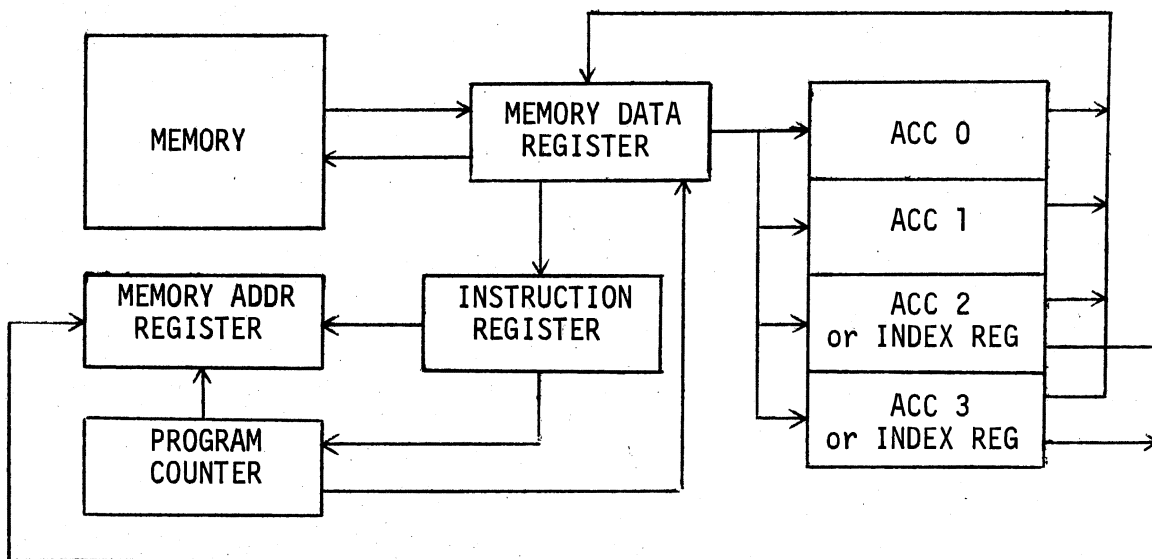 MEMORY
MEMORY DATA
REGISTER
ACC 0
ACC 1
MEMORY ADDR
REGISTER
INSTRUCTION
REGISTER
ACC 2
or INDEX REG
PROGRAM
COUNTER
ACC 3
or INDEX REG